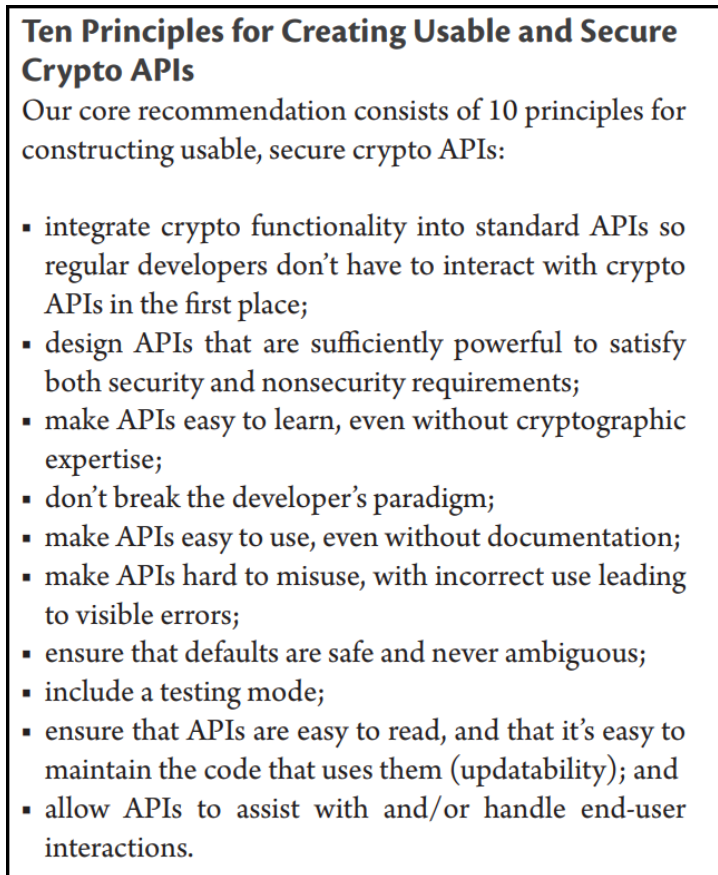 Ten Principles for Creating Usable and Secure
Crypto APIs
Our core recommendation consists of 10 principles for
constructing usable, secure crypto APIs:
▪ integrate crypto functionality into standard APIs so
regular developers don’t have to interact with crypto
APIs in the first place;
▪ design APIs that are sufficiently powerful to satisfy
both security and nonsecurity requirements;
▪ make APIs easy to learn, even without cryptographic
expertise;
▪ don’t break the developer’s paradigm;
▪ make APIs easy to use, even without documentation;
▪ make APIs hard to misuse, with incorrect use leading
to visible errors;
▪ ensure that defaults are safe and never ambiguous;
▪ include a testing mode;
▪ ensure that APIs are easy to read, and that it’s easy to
maintain the code that uses them (updatability); and
▪ allow APIs to assist with and/or handle end-user
interactions.